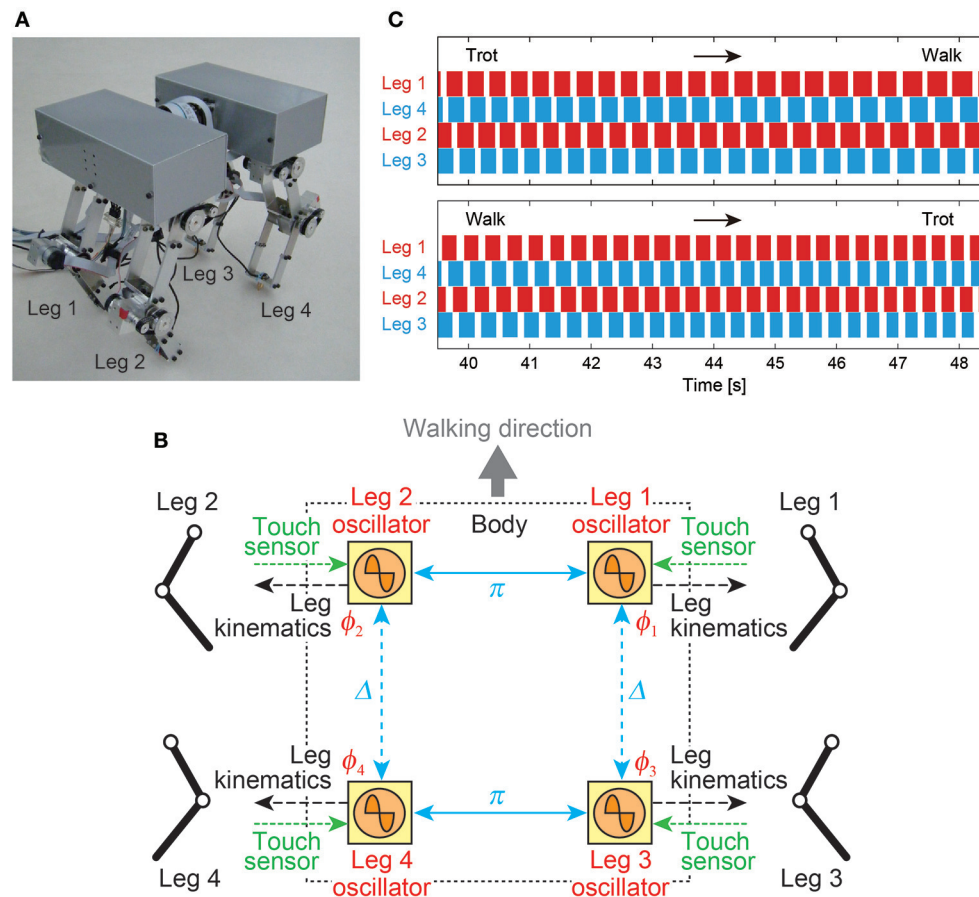 A
Leg 1
Leg 2
Leg 3
Leg 4
C
Trot
Walk
Leg 1
Leg 4
Leg 2
Leg 3
Walk
Trot
Leg 1
Leg 4
Leg 2
Leg 3
40 41 42 43 44 45 46 47 48
Time [s]
B
Walking direction
Leg 2
Leg 2
oscillator
Body
Leg 1
oscillator
Leg 1
Touch
sensor
Touch
sensor
π
Leg
kinematics
ϕ2
ϕ1
Leg
kinematics
Δ
Δ
Leg
kinematics
ϕ4
ϕ3
Leg
kinematics
π
Touch
sensor
Touch
sensor
Leg 4
Leg 4
oscillator
Leg 3
oscillator
Leg 3